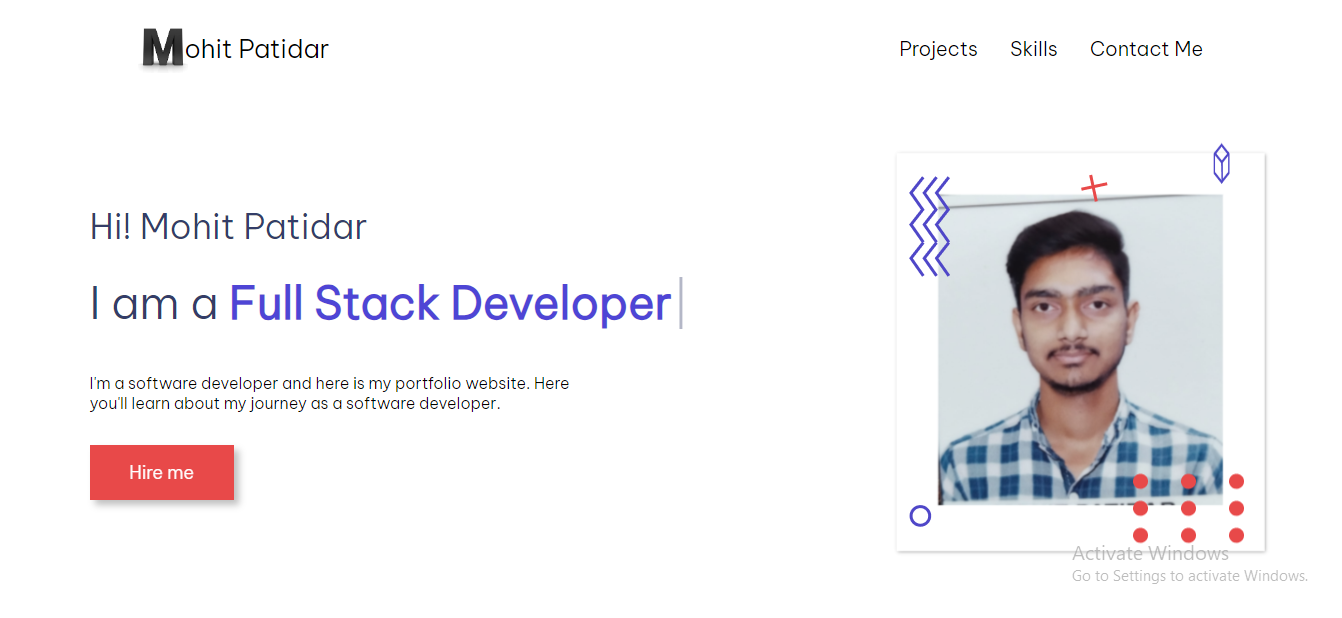 Mohit Patidar
Projects Skills Contact Me
Hi! Mohit Patidar
I am a Full Stack Developer
I'm a software developer and here is my portfolio website. Here
you'll learn about my journey as a software developer.
Hire me
Activate Windows
Go to Settings to activate Windows.